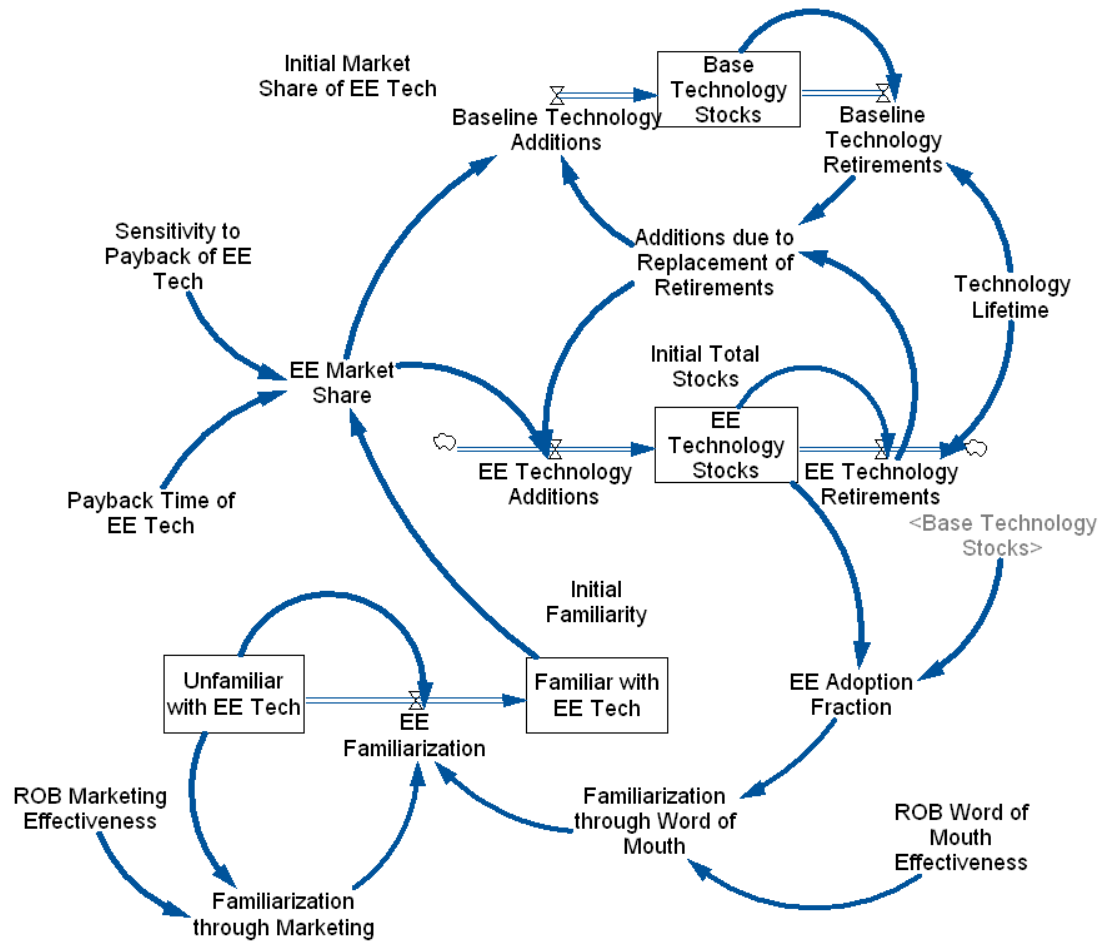 Initial Market
Share of EE Tech
Base
Technology
Stocks
Baseline Technology
Additions
Baseline
Technology
Retirements
Sensitivity to
Payback of EE
Tech
Additions due to
Replacement of
Retirements
Technology
Lifetime
Initial Total
Stocks
EE Market
Share
EE
Technology
Stocks
EE Technology
Additions
EE Technology
Retirements
Payback Time of
EE Tech
<Base Technology
Stocks>
Initial
Familiarity
Unfamiliar
with EE Tech
Familiar with
EE Tech
EE
Familiarization
EE Adoption
Fraction
ROB Marketing
Effectiveness
Familiarization
through Word of
Mouth
ROB Word of
Mouth
Effectiveness
Familiarization
through Marketing